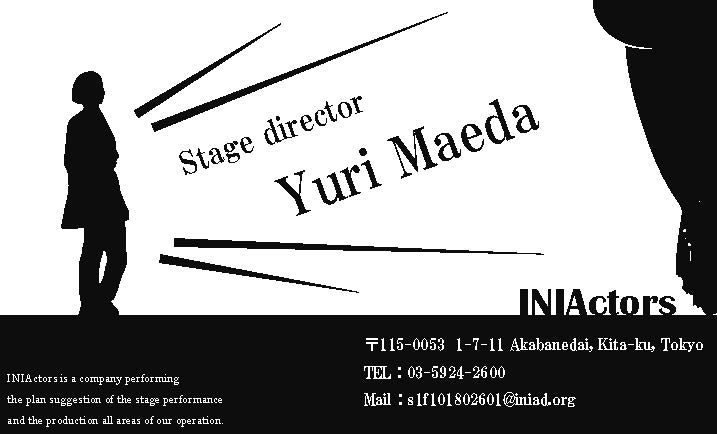 Stage director
Yuri Maeda
INIActors
〒115-0053 1-7-11 Akabanedai, Kita-ku, Tokyo
TEL：03-5924-2600
Mail：s1f101802601@iniad.org
INIActors is a company performing
the plan suggestion of the stage performance
and the production all areas of our operation.